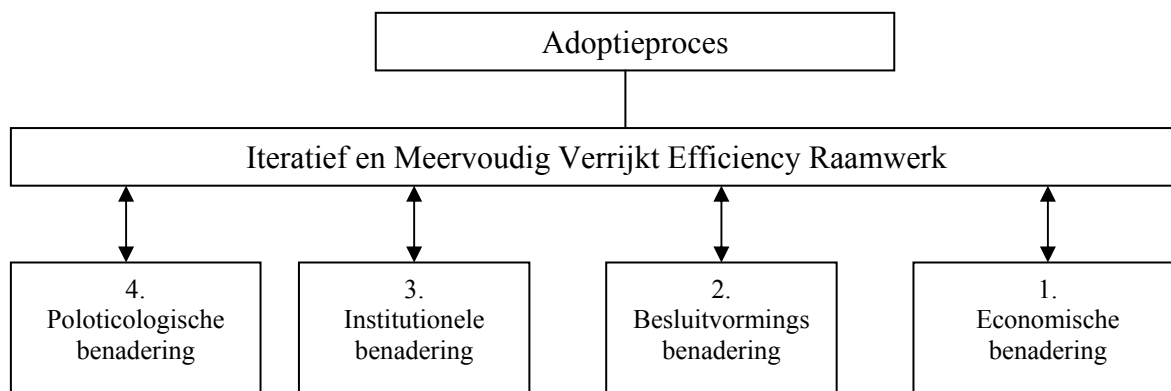 Adoptieproces
Iteratief en Meervoudig Verrijkt Efficiency Raamwerk
4.
Poloticologische
benadering
3.
Institutionele
benadering
2.
Besluitvormings
benadering
1.
Economische
benadering